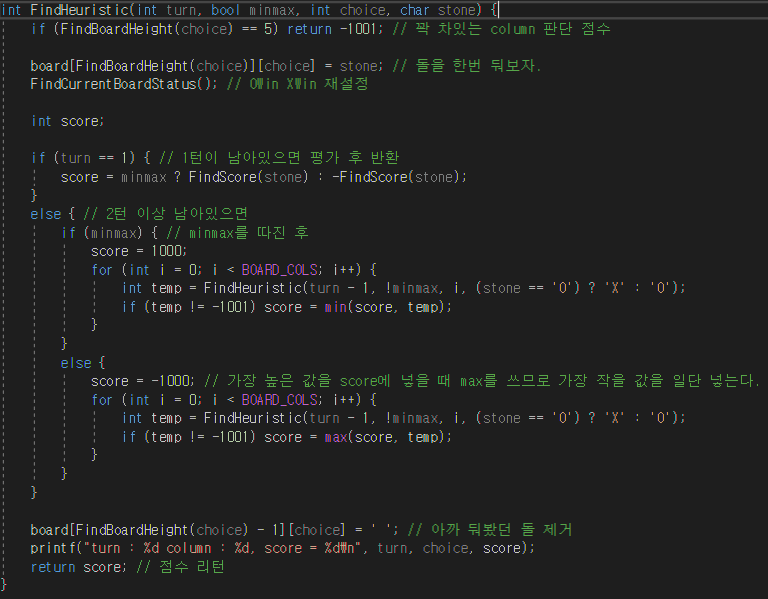 int FindHeuristic(int turn, bool minmax, int choice, char stone) {
if (FindBoardHeight(choice) == 5) return -1001; // 꽉 차있는 column 판단 점수
board[FindBoardHeight(choice)][choice] = stone; // 돌을 한번 둬보자.
FindCurrentBoardStatus(); // OWin XWin 재설정
int score;
if (turn == 1) { // 1턴이 남아있으면 평가 후 반환
score = minmax ? FindScore(stone) : -FindScore(stone);
}
else { // 2턴 이상 남아있으면
if (minmax) { // minmax를 따진 후
score = 1000;
for (int i = 0; i < BOARD_COLS; i++) {
int temp = FindHeuristic(turn - 1, !minmax, i, (stone == 'O') ? 'X' : 'O');
if (temp != -1001) score = min(score, temp);
}
}
else {
score = -1000; // 가장 높은 값을 score에 넣을 때 max를 쓰므로 가장 작을 값을 일단 넣는다.
for (int i = 0; i < BOARD_COLS; i++) {
int temp = FindHeuristic(turn - 1, !minmax, i, (stone == 'O') ? 'X' : 'O');
if (temp != -1001) score = max(score, temp);
}
}
}
board[FindBoardHeight(choice) - 1][choice] = ' '; // 아까 둬봤던 돌 제거
printf("turn : %d column : %d, score = %d₩n", turn, choice, score);
return score; // 점수 리턴
}